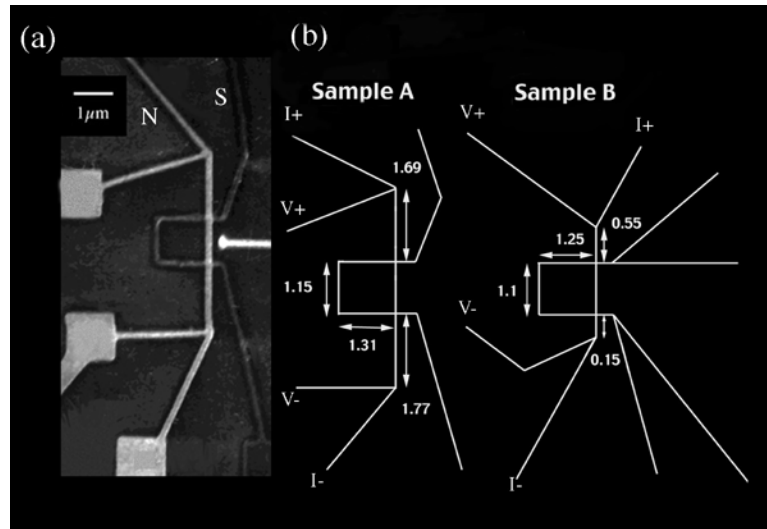 (a)
1μm
N
S
(b)
Sample A
I+
V+
1.69
1.15
1.31
1.77
V-
I-
Sample B
V+
I+
0.55
1.25
1.1
V-
0.15
I-